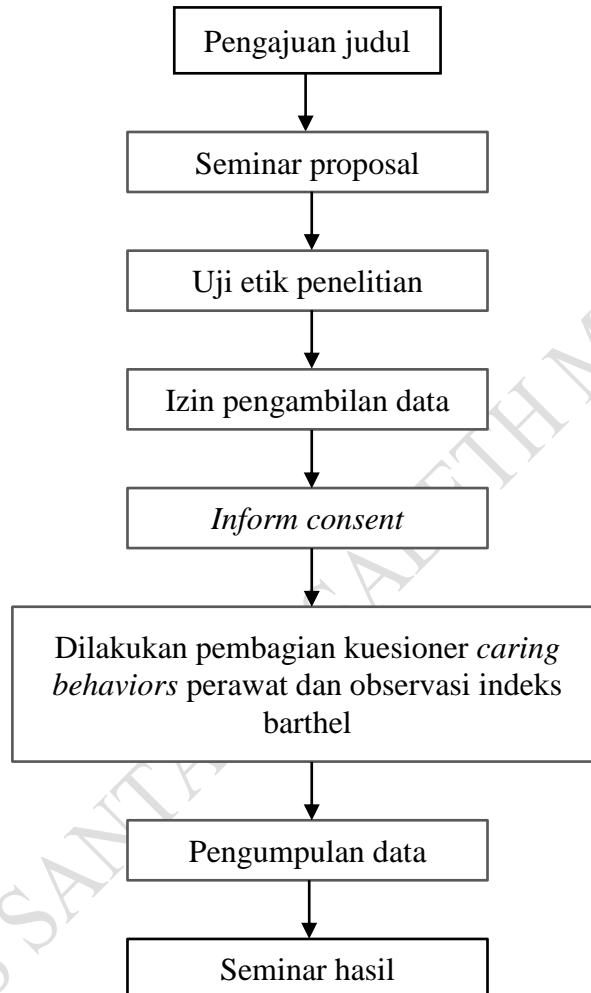 Pengajuan judul
Seminar proposal
Uji etik penelitian
Izin pengambilan data
Inform consent
Dilakukan pembagian kuesioner caring
behaviors perawat dan observasi indeks
barthel
Pengumpulan data
Seminar hasil